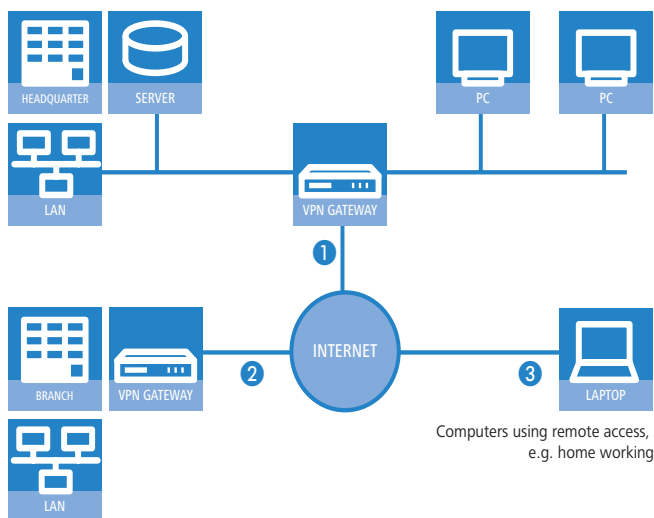 HEADQUARTER
SERVER
PC
PC
LAN
VPN GATEWAY
1
INTERNET
2
3
BRANCH
VPN GATEWAY
LAPTOP
Computers using remote access,
e.g. home working
LAN